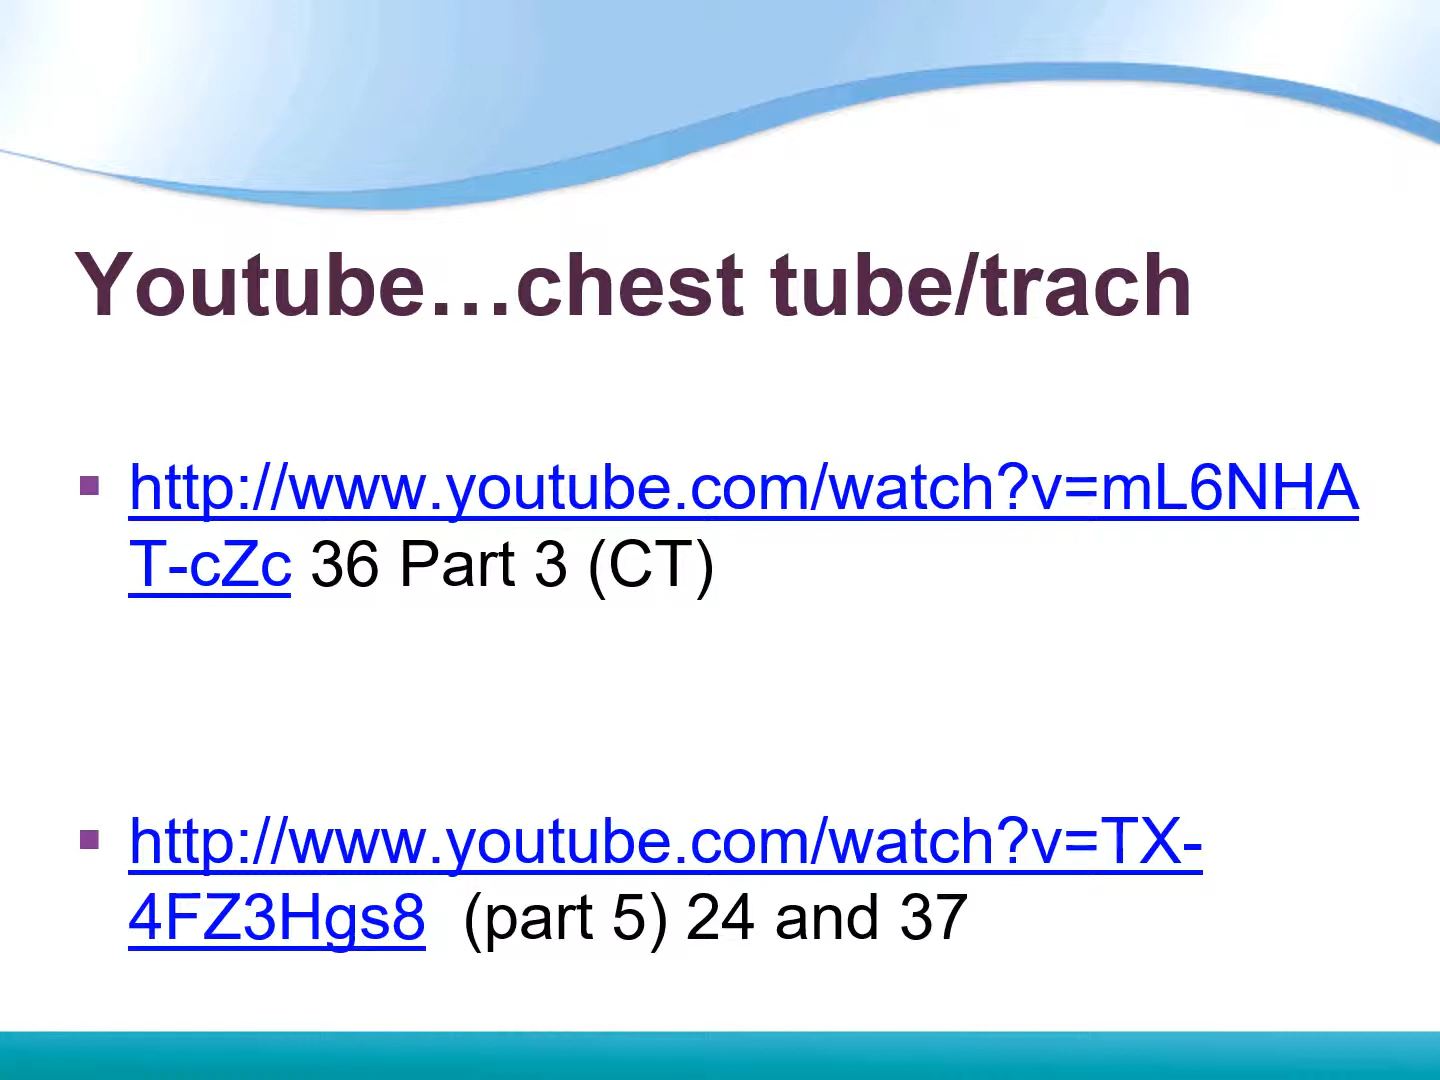 Youtube…chest tube/trach
▪ http://www.youtube.com/watch?v=mL6NHA
T-cZc 36 Part 3 (CT)
▪ http://www.youtube.com/watch?v=TX-
4FZ3Hgs8  (part 5) 24 and 37